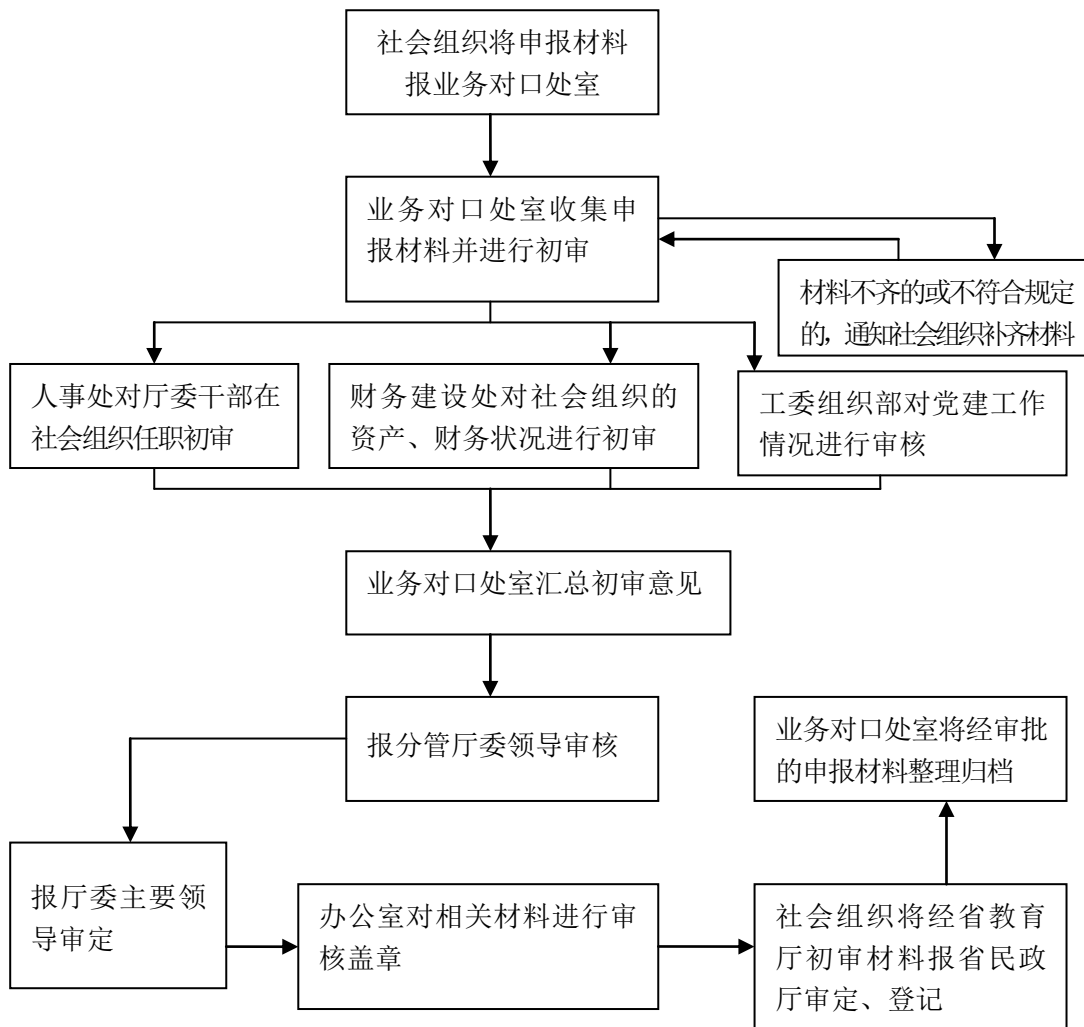 社会组织将申报材料
报业务对口处室
业务对口处室收集申
报材料并进行初审
材料不齐的或不符合规定
的，通知社会组织补齐材料
人事处对厅委干部在
社会组织任职初审
财务建设处对社会组织的
资产、财务状况进行初审
工委组织部对党建工作
情况进行审核
业务对口处室汇总初审意见
报分管厅委领导审核
业务对口处室将经审批
的申报材料整理归档
报厅委主要领
导审定
办公室对相关材料进行审
核盖章
社会组织将经省教育
厅初审材料报省民政
厅审定、登记